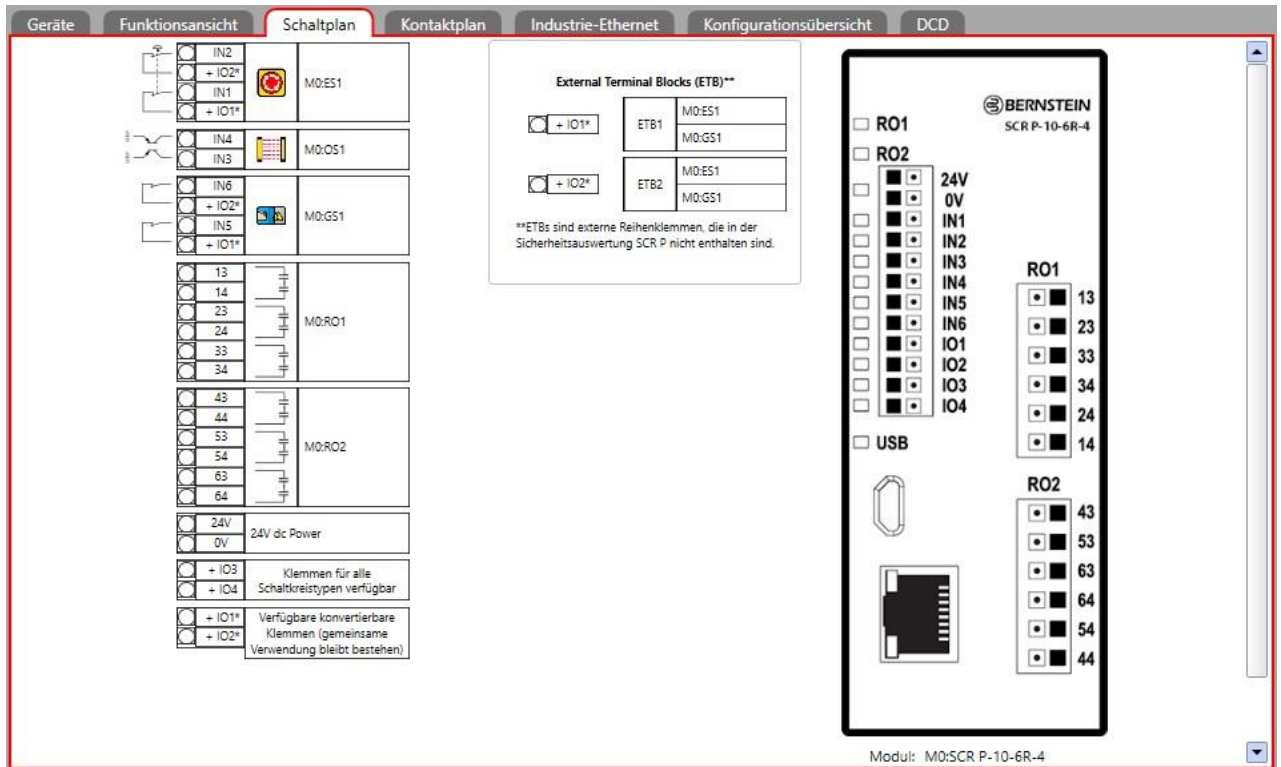 Geräte
Funktionsansicht
Schaltplan
Kontaktplan
Industrie-Ethernet
Konfigurationsübersicht
DCD
IN2
+ IO2*
IN1
+ IO1*
M0:ES1
IN4
IN3
M0:OS1
IN6
+ IO2*
IN5
+ IO1*
M0:GS1
13
14
23
24
33
34
M0:RO1
43
44
53
54
63
64
M0:RO2
24V
0V
24V dc Power
+ IO3
+ IO4
Klemmen für alle
Schaltkreistypen verfügbar
+ IO1*
+ IO2*
Verfügbare konvertierbare
Klemmen (gemeinsame
Verwendung bleibt bestehen)
External Terminal Blocks (ETB)**
+ IO1*
ETB1
M0:ES1
M0:GS1
+ IO2*
ETB2
M0:ES1
M0:GS1
**ETBs sind externe Reihenklemmen, die in der
Sicherheitsauswertung SCR P nicht enthalten sind.
BERNSTEIN
SCR P-10-6R-4
RO1
RO2
24V
0V
IN1
IN2
IN3
IN4
IN5
IN6
IO1
IO2
IO3
IO4
USB
RO1
13
23
33
34
24
14
RO2
43
53
63
64
54
44
Modul: M0:SCR P-10-6R-4